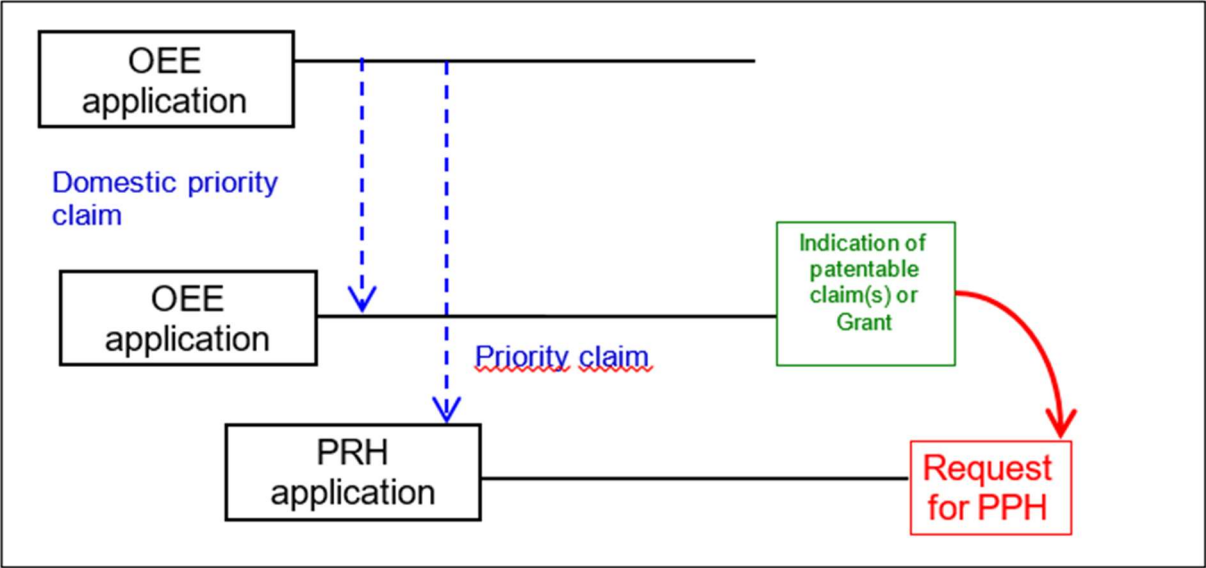 OEE
application
Domestic priority
claim
OEE
application
Indication of
patentable
claim(s) or
Grant
Priority claim
PRH
application
Request
for PPH